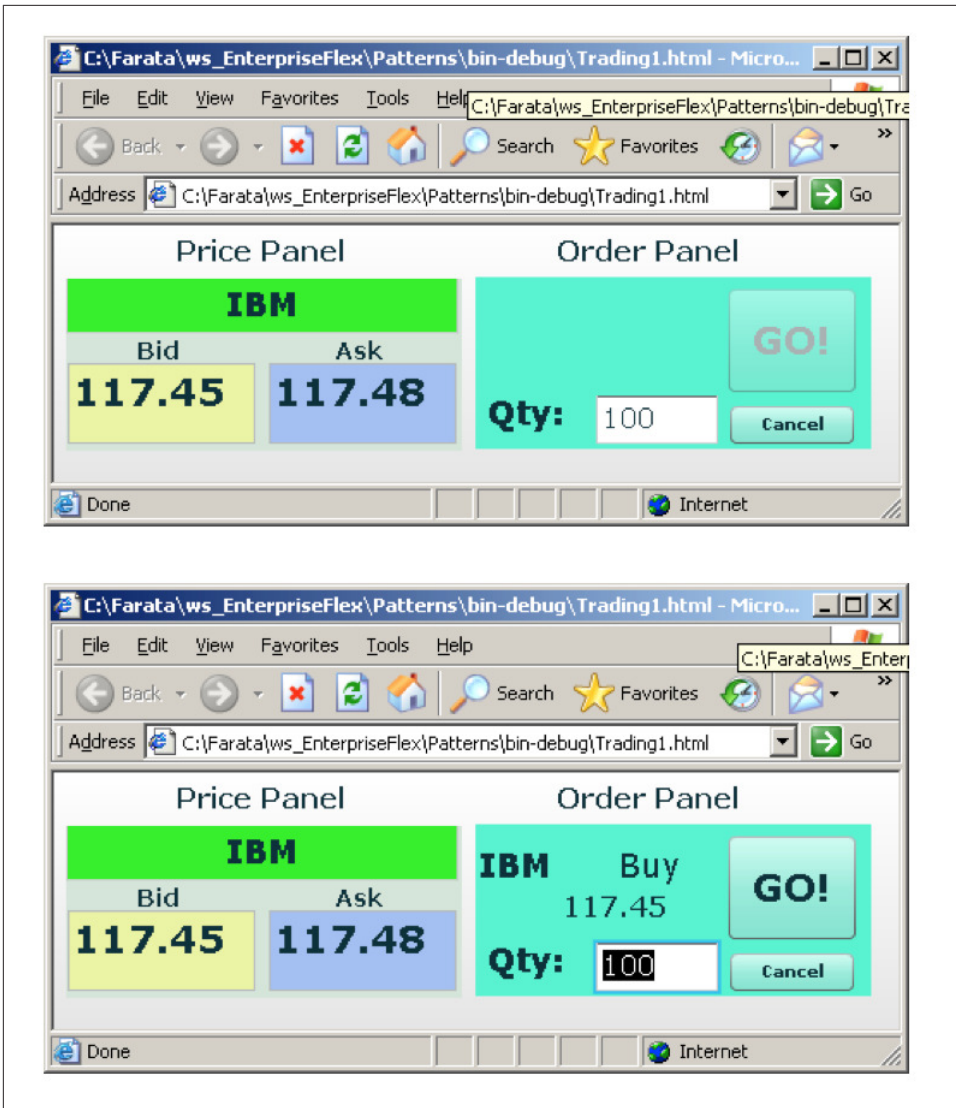 C:\Farata\ws_EnterpriseFlex\Patterns\bin-debug\Trading1.html - Micro...
File Edit View Favorites Tools Help
C:\Farata\ws_EnterpriseFlex\Patterns\bin-debug\Tra
Back Search Favorites »
Address C:\Farata\ws_EnterpriseFlex\Patterns\bin-debug\Trading1.html Go
Price Panel Order Panel
IBM
GO!
Bid Ask
117.45 117.48
Qty: 100
Cancel
Done Internet
C:\Farata\ws_EnterpriseFlex\Patterns\bin-debug\Trading1.html - Micro...
File Edit View Favorites Tools Help
C:\Farata\ws_Enter
Back Search Favorites »
Address C:\Farata\ws_EnterpriseFlex\Patterns\bin-debug\Trading1.html Go
Price Panel Order Panel
IBM
IBM Buy
GO!
Bid Ask
117.45
117.45 117.48
Qty: 100
Cancel
Done Internet